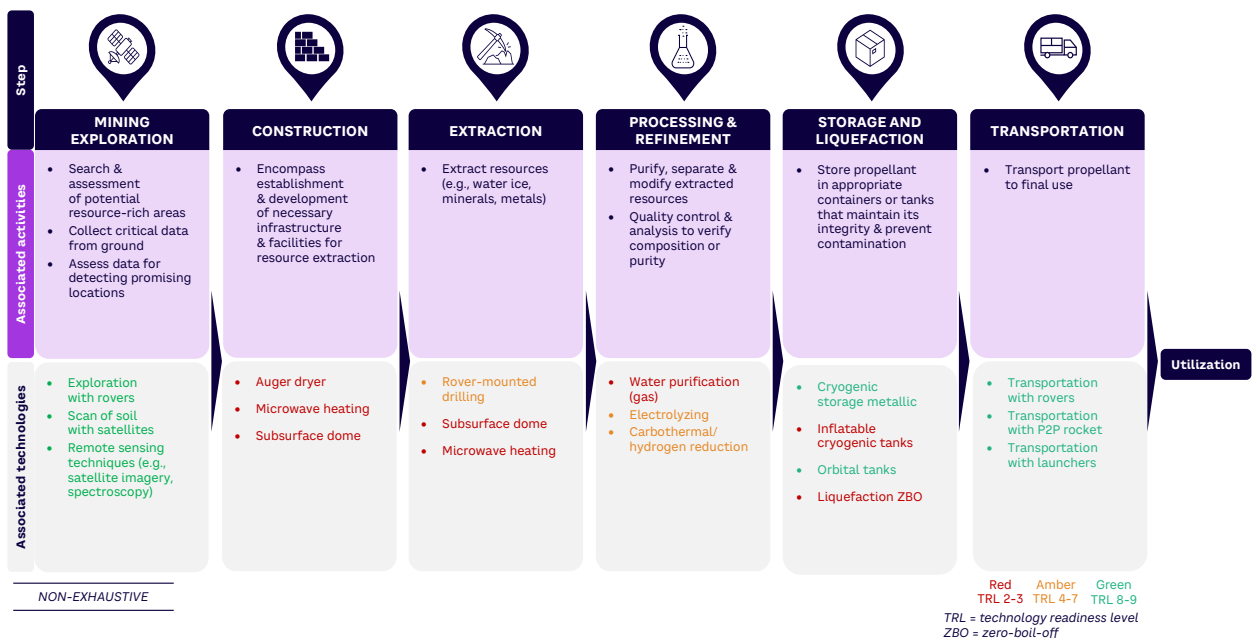 Step
MINING
EXPLORATION
CONSTRUCTION
EXTRACTION
PROCESSING &
REFINEMENT
STORAGE AND
LIQUEFACTION
TRANSPORTATION
Associated activities
• Search &
assessment
of potential
resource-rich areas
• Collect critical data
from ground
• Assess data for
detecting promising
locations
• Encompass
establishment
& development
of necessary
infrastructure
& facilities for
resource extraction
• Extract resources
(e.g., water ice,
minerals, metals)
• Purify, separate &
modify extracted
resources
• Quality control &
analysis to verify
composition or
purity
• Store propellant
in appropriate
containers or tanks
that maintain its
integrity & prevent
contamination
• Transport propellant
to final use
Utilization
Associated technologies
• Exploration
with rovers
• Scan of soil
with satellites
• Remote sensing
techniques (e.g.,
satellite imagery,
spectroscopy)
• Auger dryer
• Microwave heating
• Subsurface dome
• Rover-mounted
drilling
• Subsurface dome
• Microwave heating
• Water purification
(gas)
• Electrolyzing
• Carbothermal/
hydrogen reduction
• Cryogenic
storage metallic
• Inflatable
cryogenic tanks
• Orbital tanks
• Liquefaction ZBO
• Transportation
with rovers
• Transportation
with P2P rocket
• Transportation
with launchers
NON-EXHAUSTIVE
Red
TRL 2-3
Amber
TRL 4-7
Green
TRL 8-9
TRL = technology readiness level
ZBO = zero-boil-off